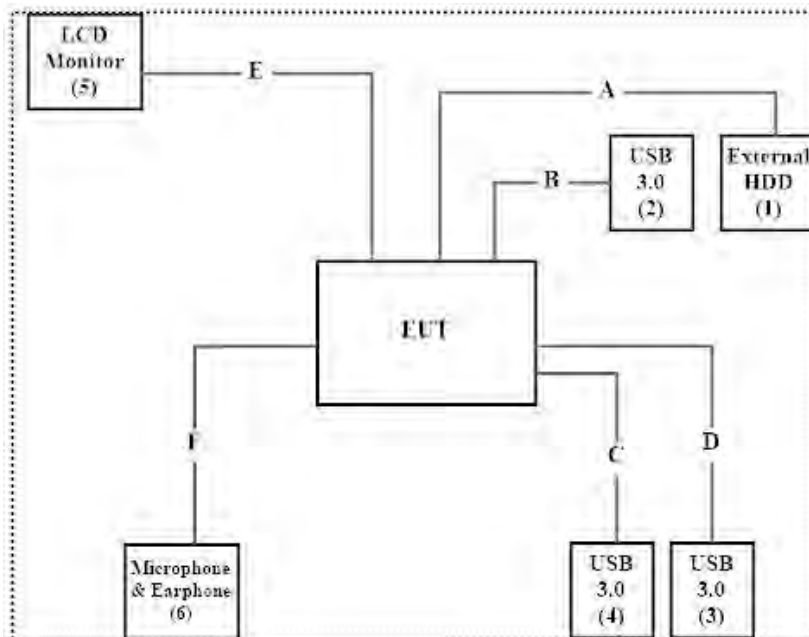 LCD
Monitor
(5)
E
A
USB
3.0
(2)
External
HDD
(1)
B
EUT
F
C
D
Microphone
& Earphone
(6)
USB
3.0
(4)
USB
3.0
(3)